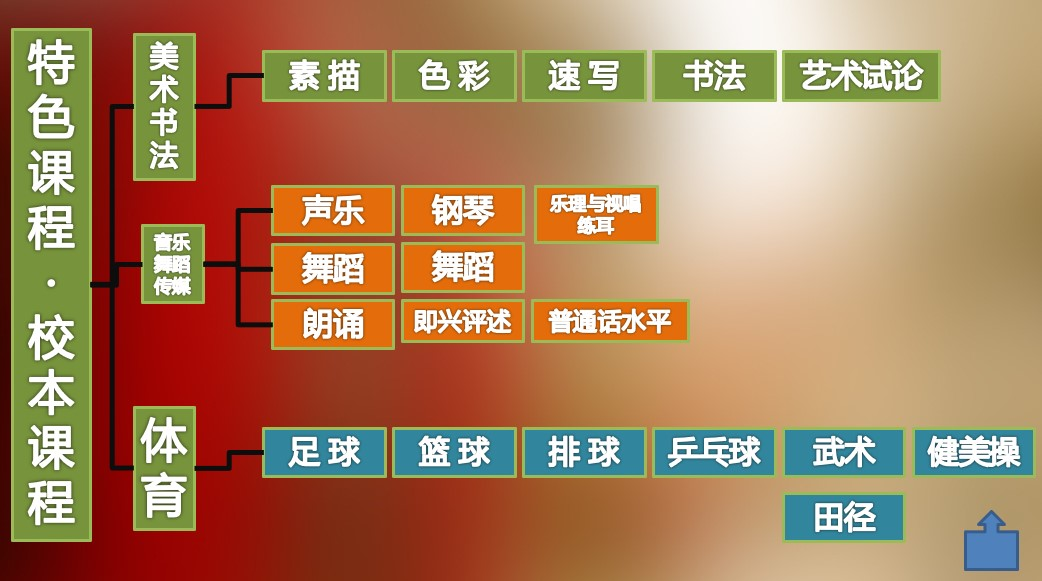 特色课程·校本课程
美术书法
素 描
色 彩
速 写
书法
艺术试论
音乐
舞蹈
传媒
声乐
钢琴
乐理与视唱
练耳
舞蹈
舞蹈
朗诵
即兴评述
普通话水平
体育
足 球
篮 球
排 球
乒乓球
武术
健美操
田径